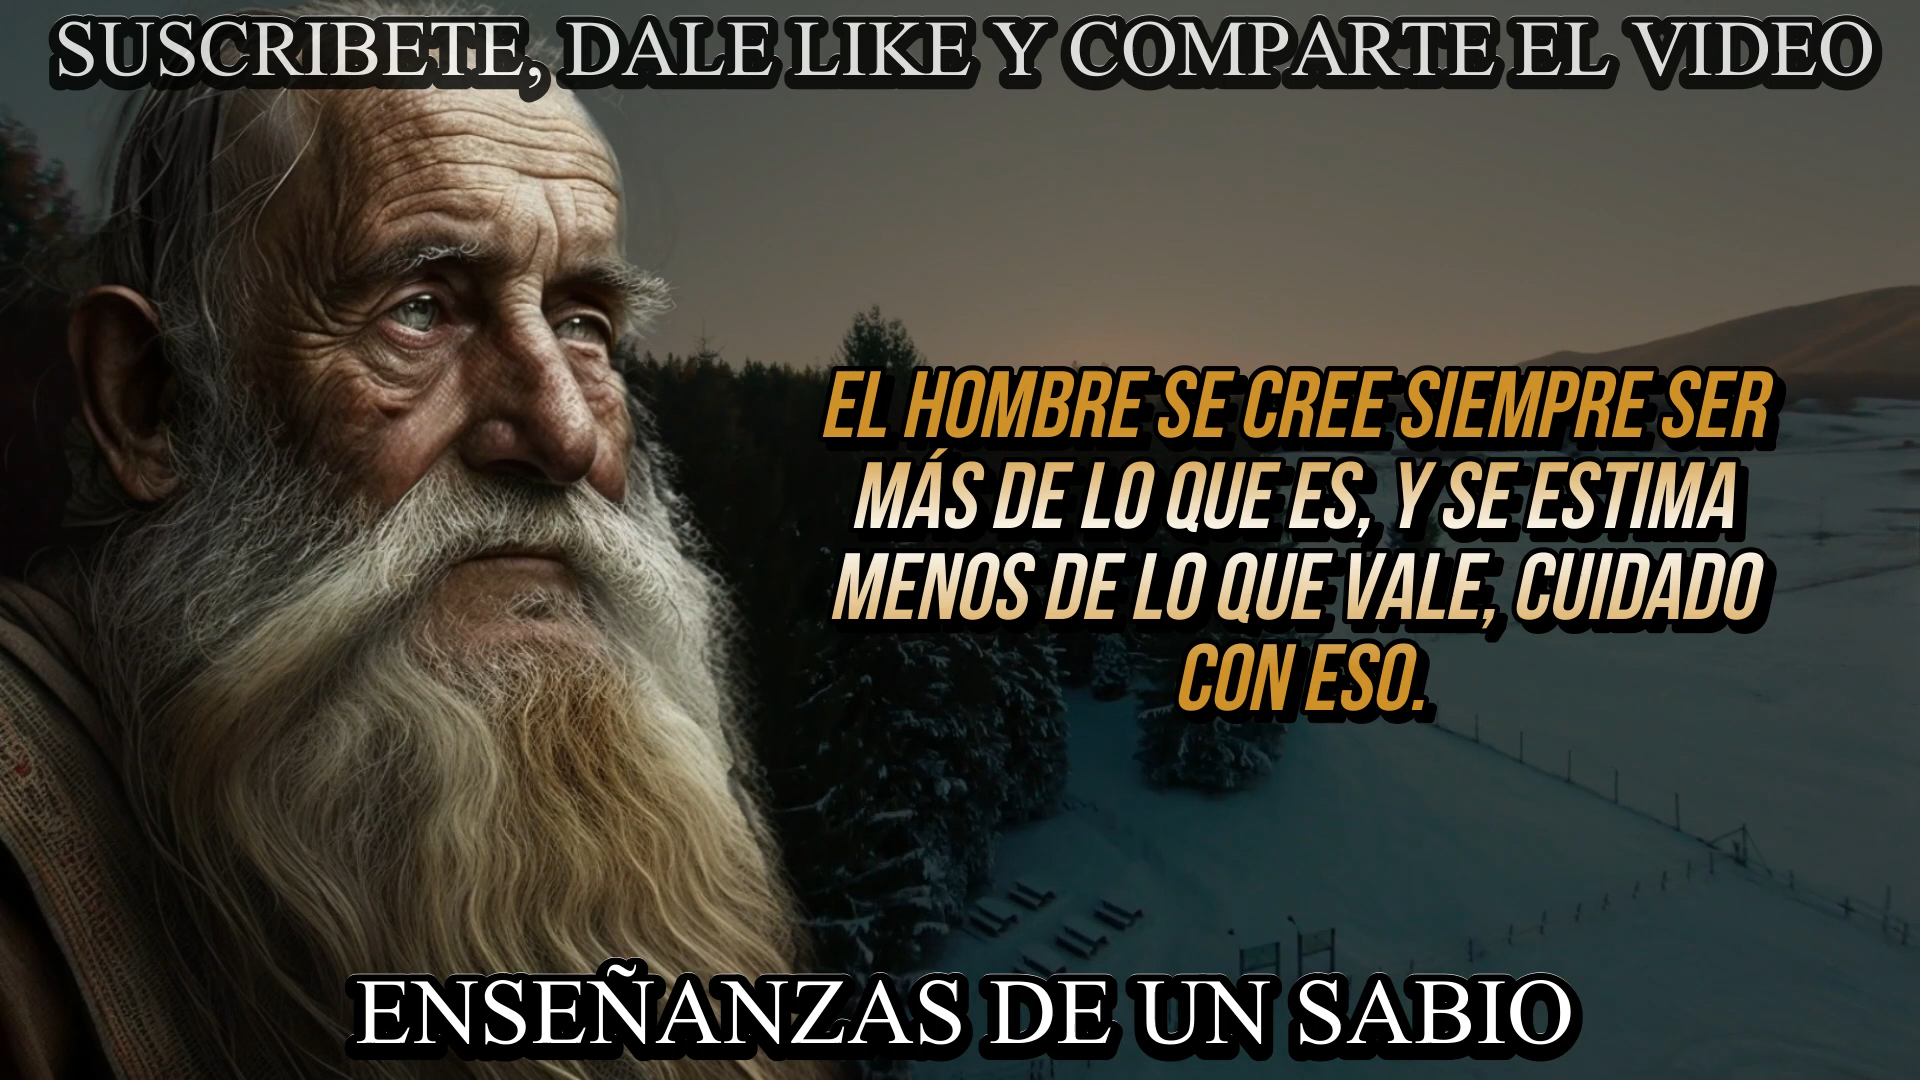 SUSCRIBETE, DALE LIKE Y COMPARTE EL VIDEO
EL HOMBRE SE CREE SIEMPRE SER
MÁS DE LO QUE ES, Y SE ESTIMA
MENOS DE LO QUE VALE, CUIDADO
CON ESO.
ENSEÑANZAS DE UN SABIO